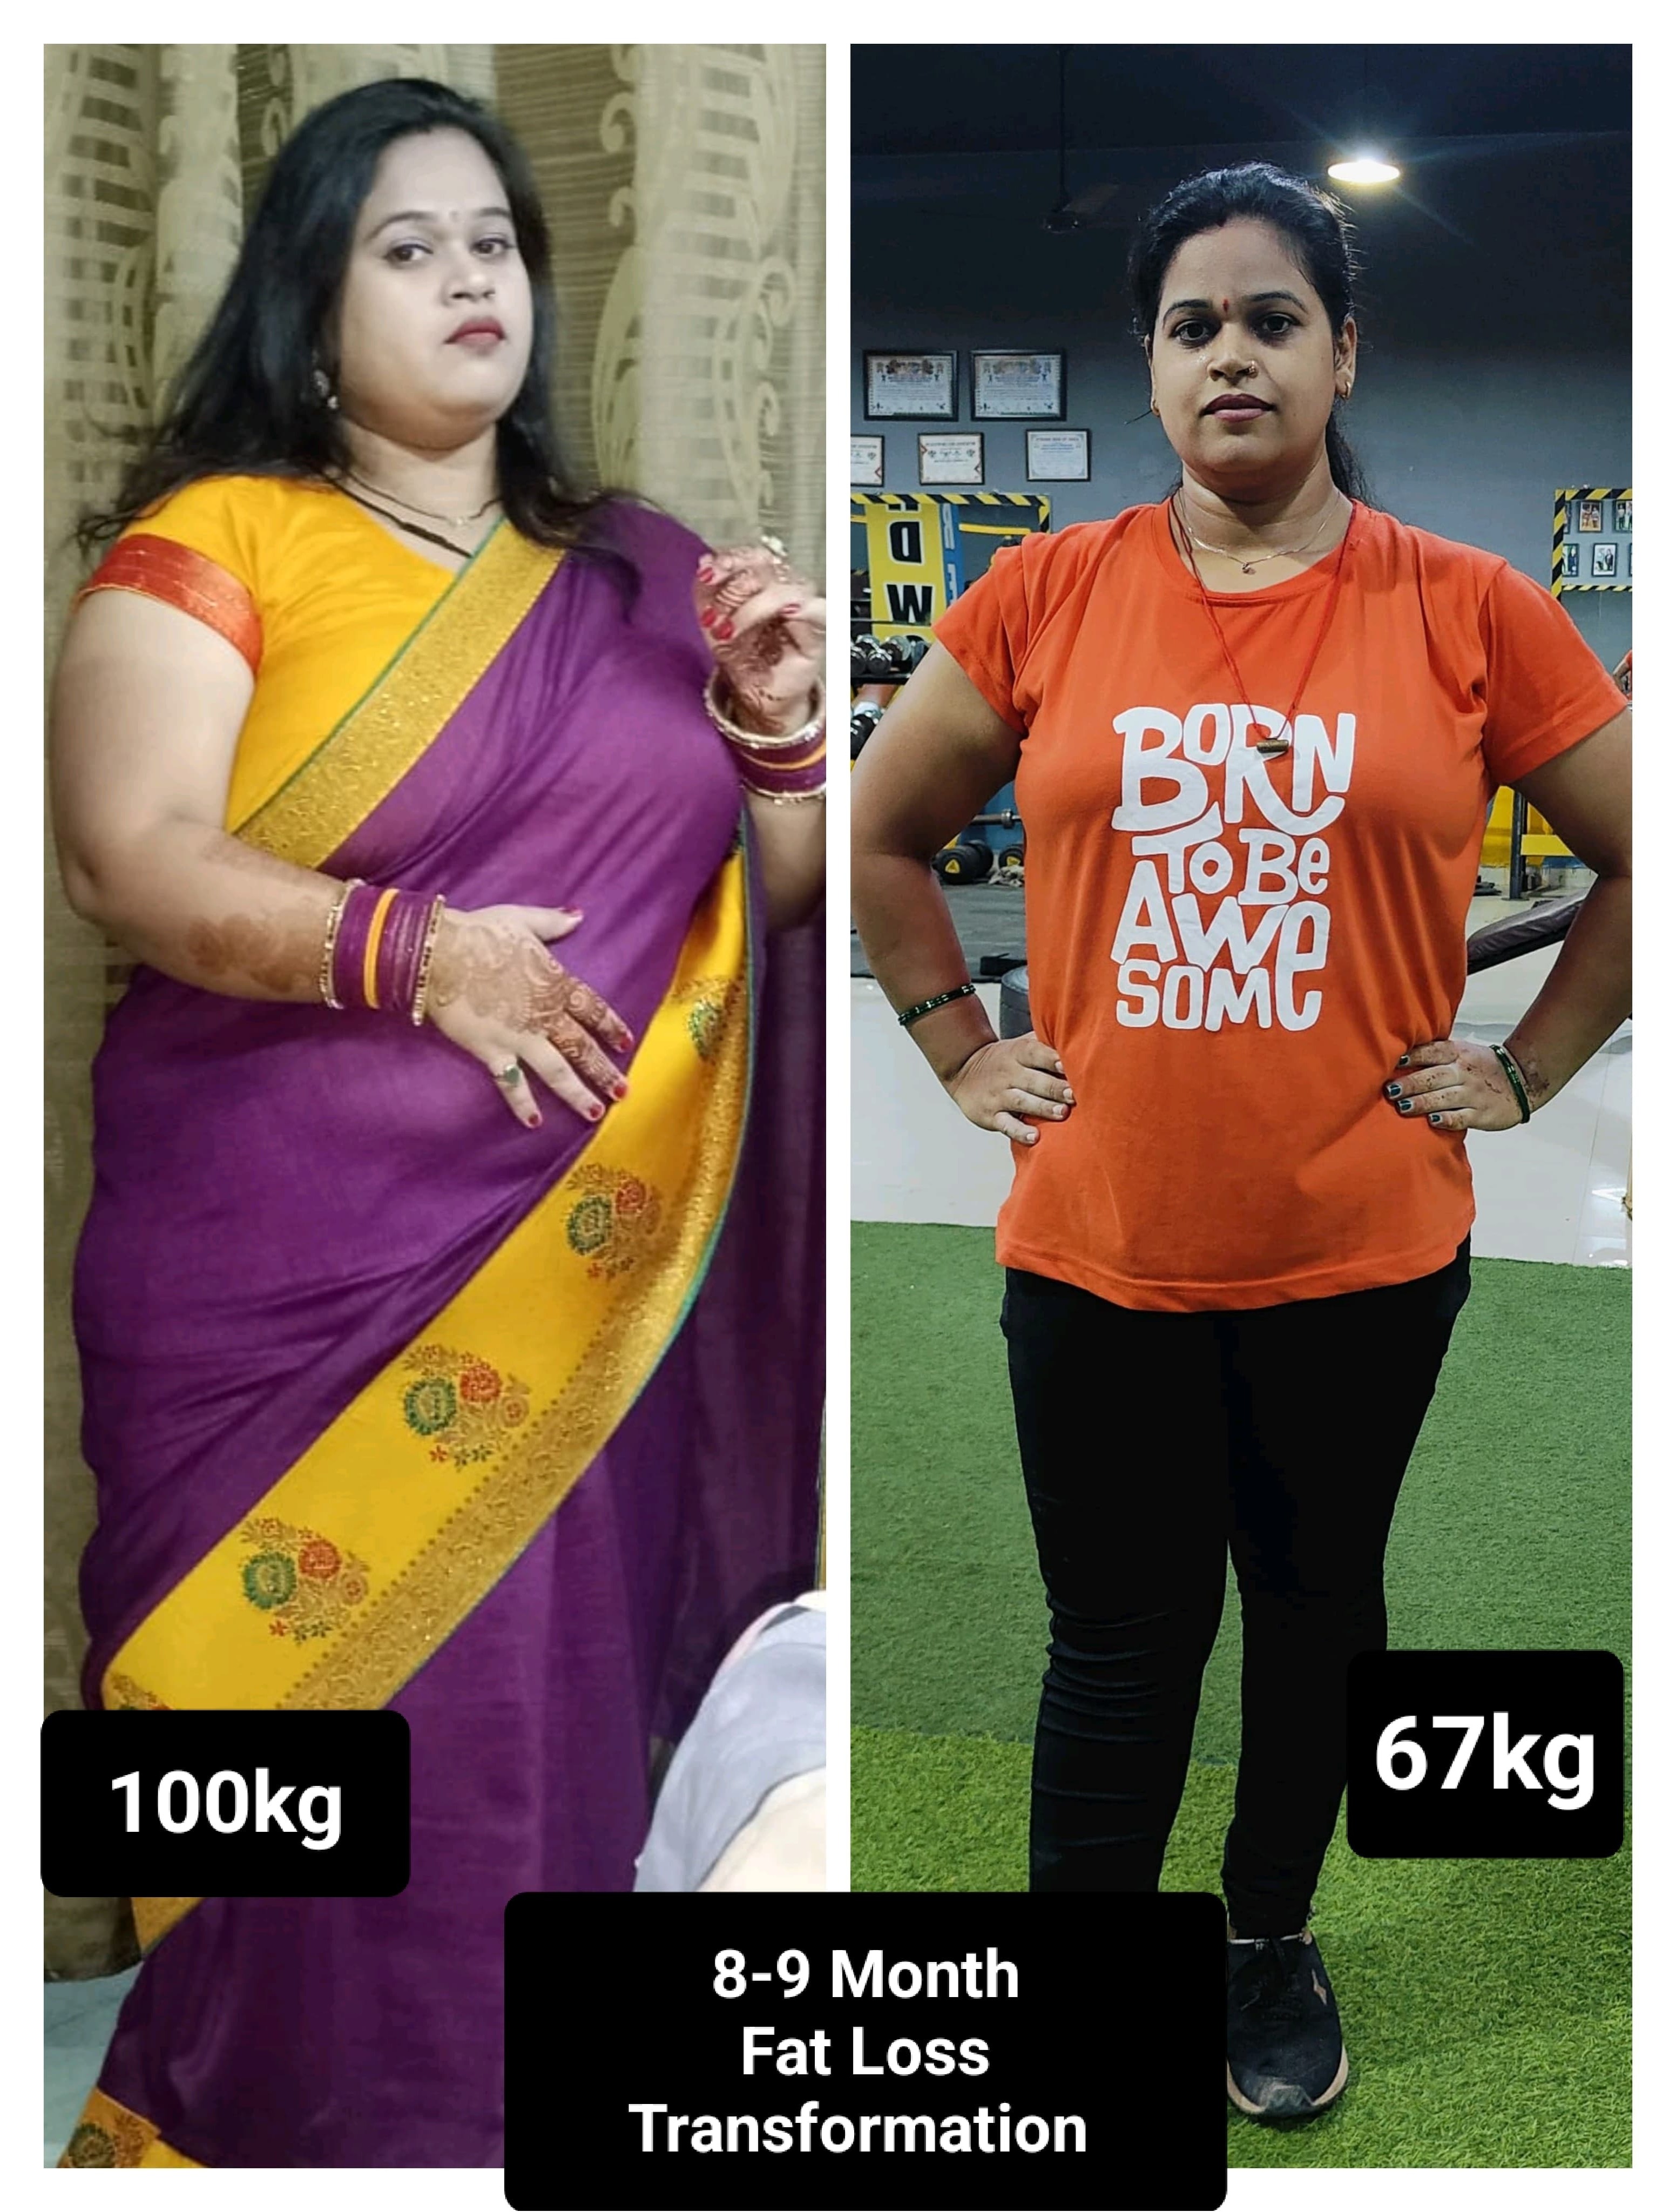 BORN
TO BE
AWE
SOME
100kg
67kg
8-9 Month
Fat Loss
Transformation